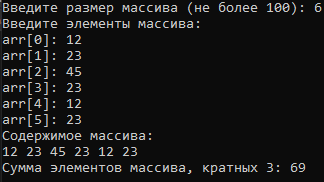 Введите размер массива (не более 100): 6
Введите элементы массива:
arr[0]: 12
arr[1]: 23
arr[2]: 45
arr[3]: 23
arr[4]: 12
arr[5]: 23
Содержимое массива:
12 23 45 23 12 23
Сумма элементов массива, кратных 3: 69